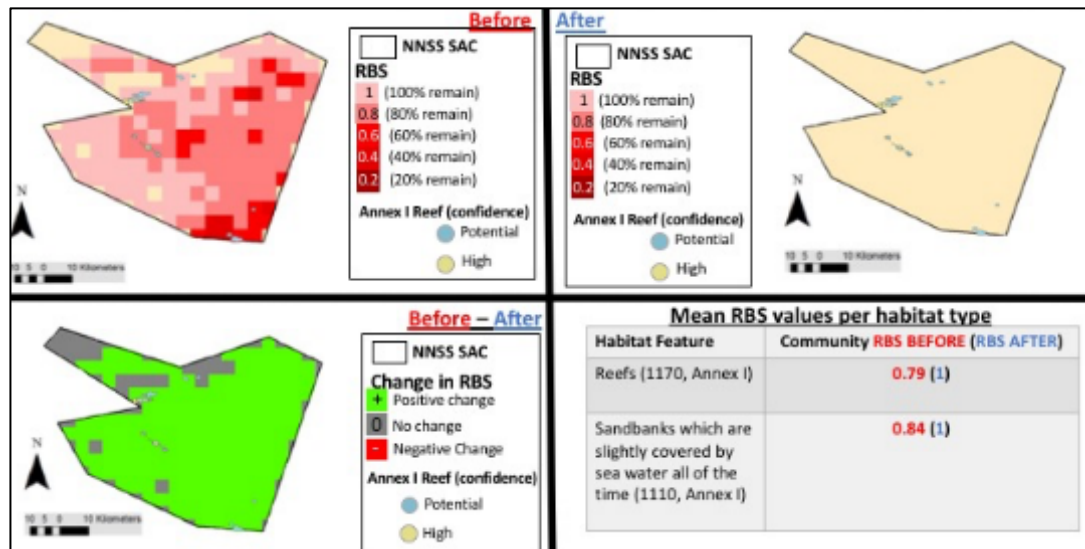 Before
NNSS SAC
RBS
1 (100% remain)
0.8 (80% remain)
0.6 (60% remain)
0.4 (40% remain)
0.2 (20% remain)
Annex I Reef (confidence)
Potential
High
N
10 5 0 10 Kilometers
After
NNSS SAC
RBS
1 (100% remain)
0.8 (80% remain)
0.6 (60% remain)
0.4 (40% remain)
0.2 (20% remain)
Annex I Reef (confidence)
Potential
High
N
10 5 0 10 Kilometers
Before – After
NNSS SAC
Change in RBS
+ Positive change
0 No change
- Negative Change
Annex I Reef (confidence)
Potential
High
N
10 5 0 10 Kilometers
Mean RBS values per habitat type
Habitat Feature
Community RBS BEFORE (RBS AFTER)
Reefs (1170, Annex I)
0.79 (1)
Sandbanks which are
slightly covered by
sea water all of the
time (1110, Annex I)
0.84 (1)